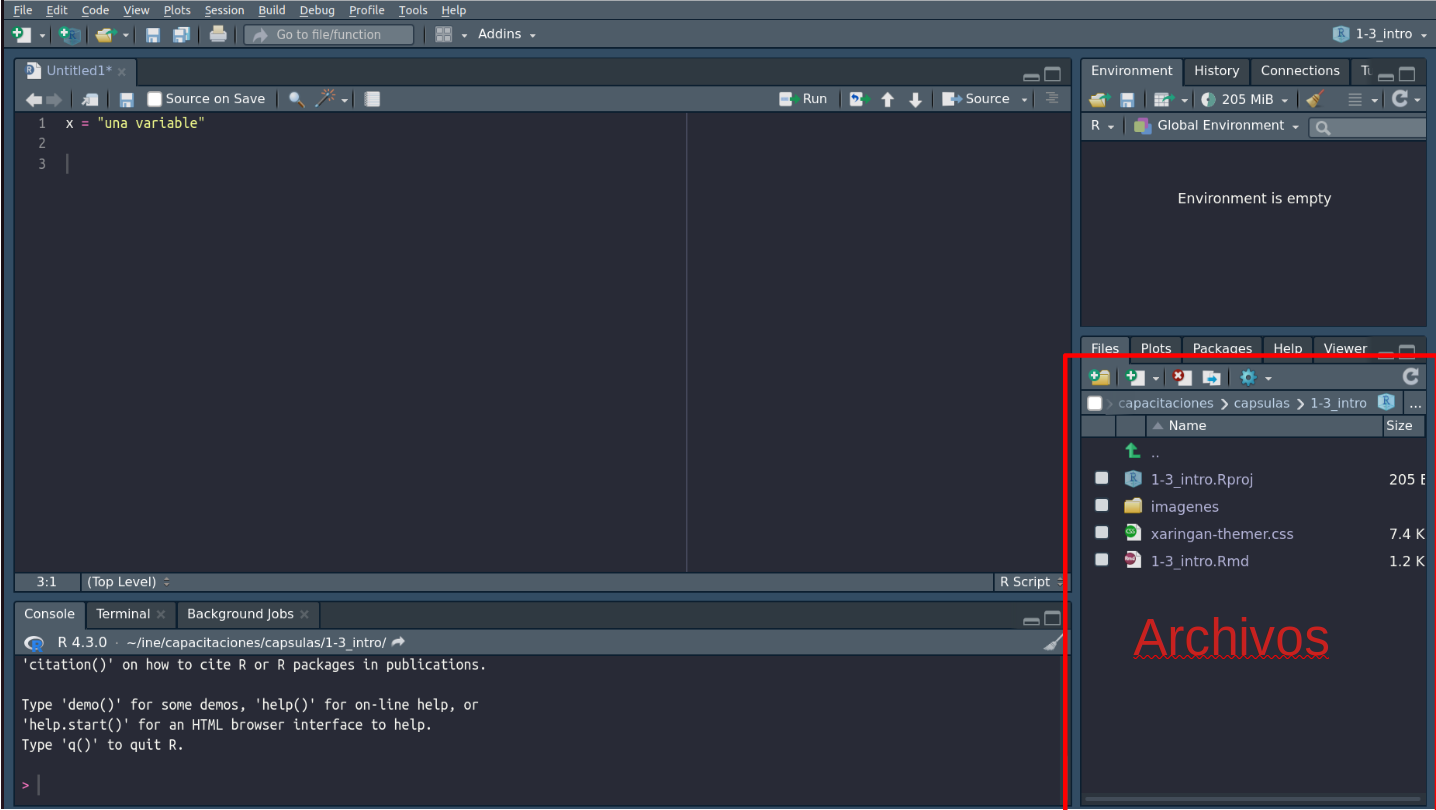 File Edit Code View Plots Session Build Debug Profile Tools Help
Go to file/function Addins 1-3_intro
Untitled1*
Source on Save Run Source
1 x = "una variable"
2
3
3:1 (Top Level) R Script
Console Terminal Background Jobs
R 4.3.0 · ~/ine/capacitaciones/capsulas/1-3_intro/
'citation()' on how to cite R or R packages in publications.
Type 'demo()' for some demos, 'help()' for on-line help, or
'help.start()' for an HTML browser interface to help.
Type 'q()' to quit R.
>
Environment History Connections
205 MiB
R Global Environment
Environment is empty
Files Plots Packages Help Viewer
capacitaciones capsulas 1-3_intro ...
Name Size
..
1-3_intro.Rproj 205
imagenes
xaringan-themer.css 7.4 K
1-3_intro.Rmd 1.2 K
Archivos